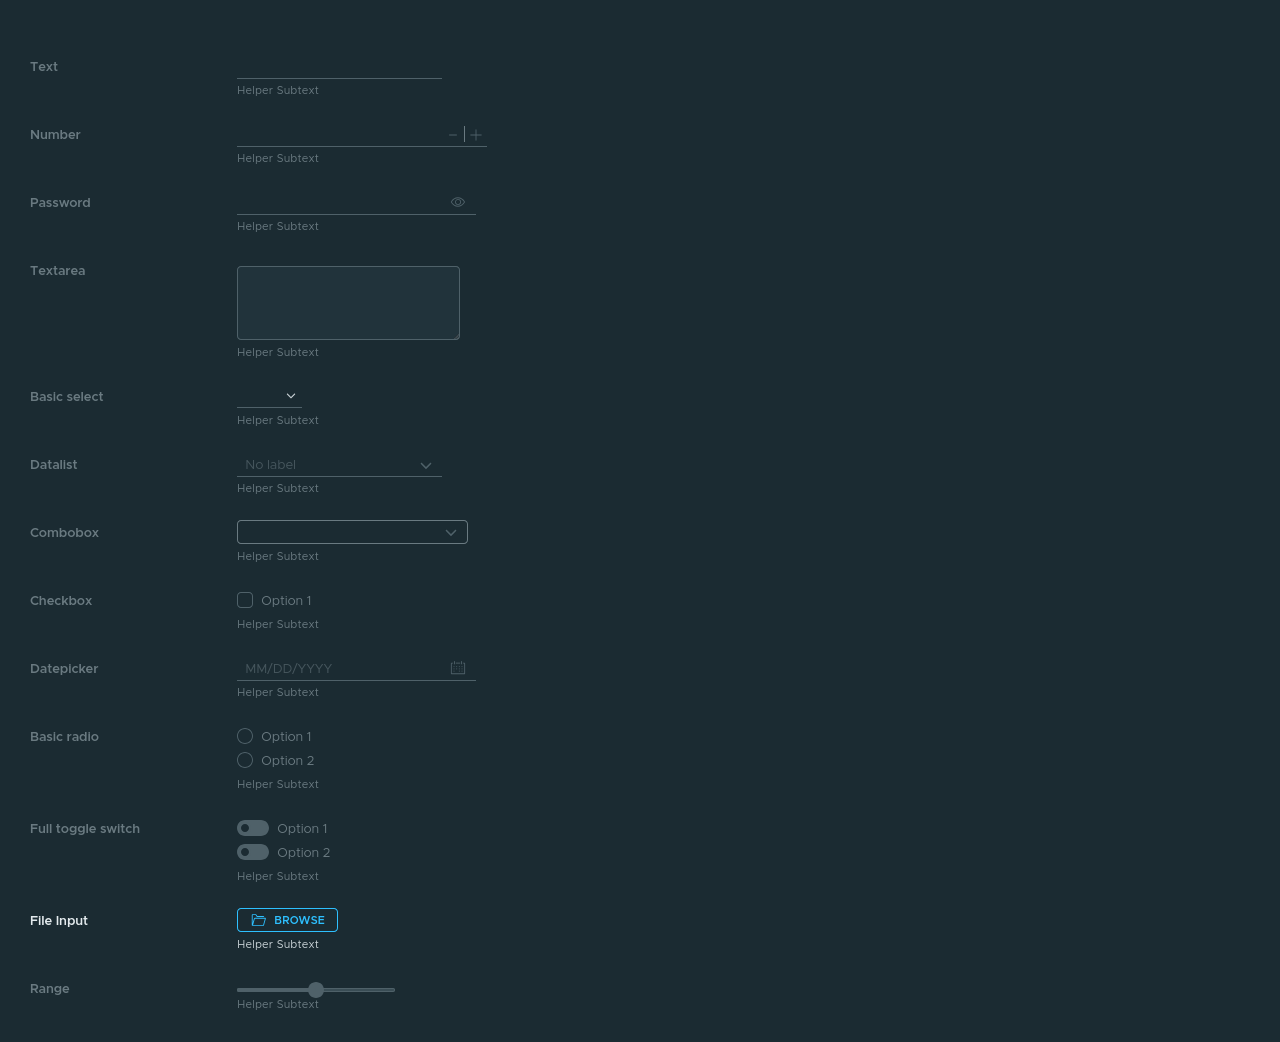 Text
Helper Subtext
Number
Helper Subtext
Password
Helper Subtext
Textarea
Helper Subtext
Basic select
Helper Subtext
Datalist
No label
Helper Subtext
Combobox
Helper Subtext
Checkbox
Option 1
Helper Subtext
Datepicker
MM/DD/YYYY
Helper Subtext
Basic radio
Option 1
Option 2
Helper Subtext
Full toggle switch
Option 1
Option 2
Helper Subtext
File Input
BROWSE
Helper Subtext
Range
Helper Subtext